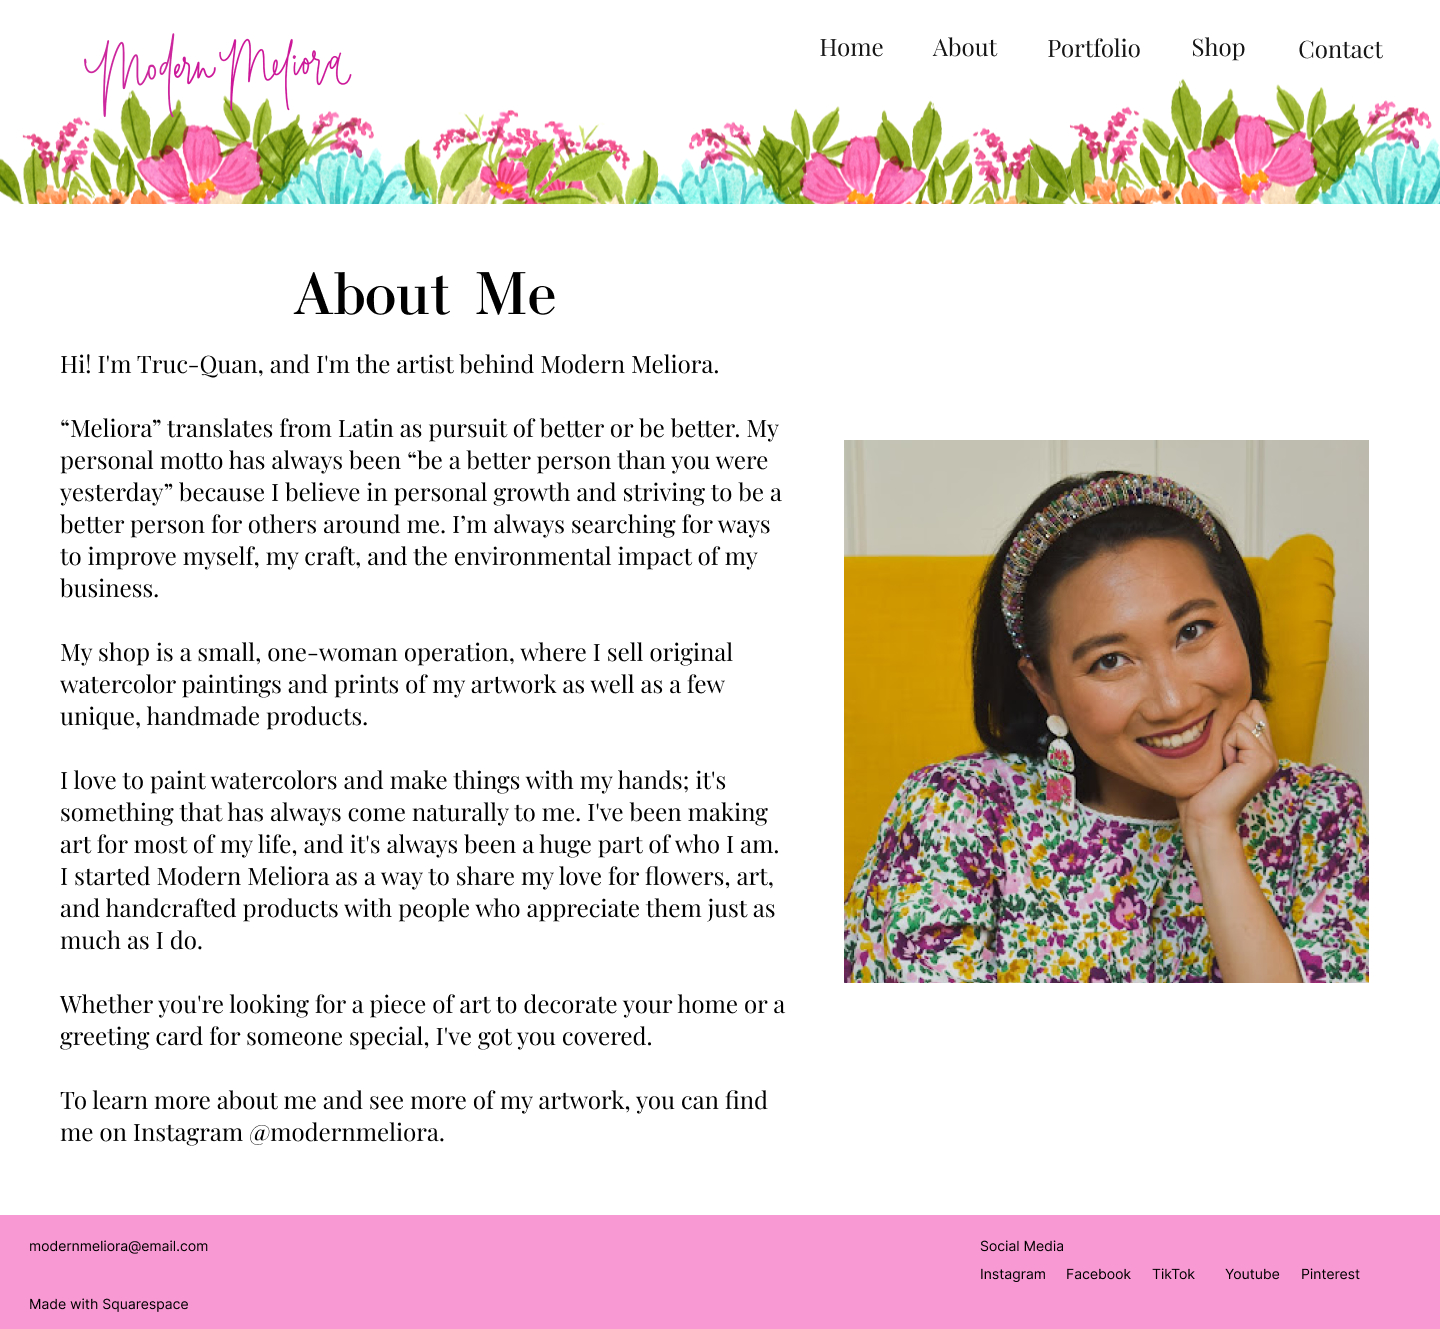 Modern Meliora
Home About Portfolio Shop Contact
About Me
Hi! I'm Truc-Quan, and I'm the artist behind Modern Meliora.
“Meliora” translates from Latin as pursuit of better or be better. My
personal motto has always been “be a better person than you were
yesterday” because I believe in personal growth and striving to be a
better person for others around me. I’m always searching for ways
to improve myself, my craft, and the environmental impact of my
business.
My shop is a small, one-woman operation, where I sell original
watercolor paintings and prints of my artwork as well as a few
unique, handmade products.
I love to paint watercolors and make things with my hands; it's
something that has always come naturally to me. I've been making
art for most of my life, and it's always been a huge part of who I am.
I started Modern Meliora as a way to share my love for flowers, art,
and handcrafted products with people who appreciate them just as
much as I do.
Whether you're looking for a piece of art to decorate your home or a
greeting card for someone special, I've got you covered.
To learn more about me and see more of my artwork, you can find
me on Instagram @modernmeliora.
modernmeliora@email.com
Made with Squarespace
Social Media
Instagram Facebook TikTok Youtube Pinterest